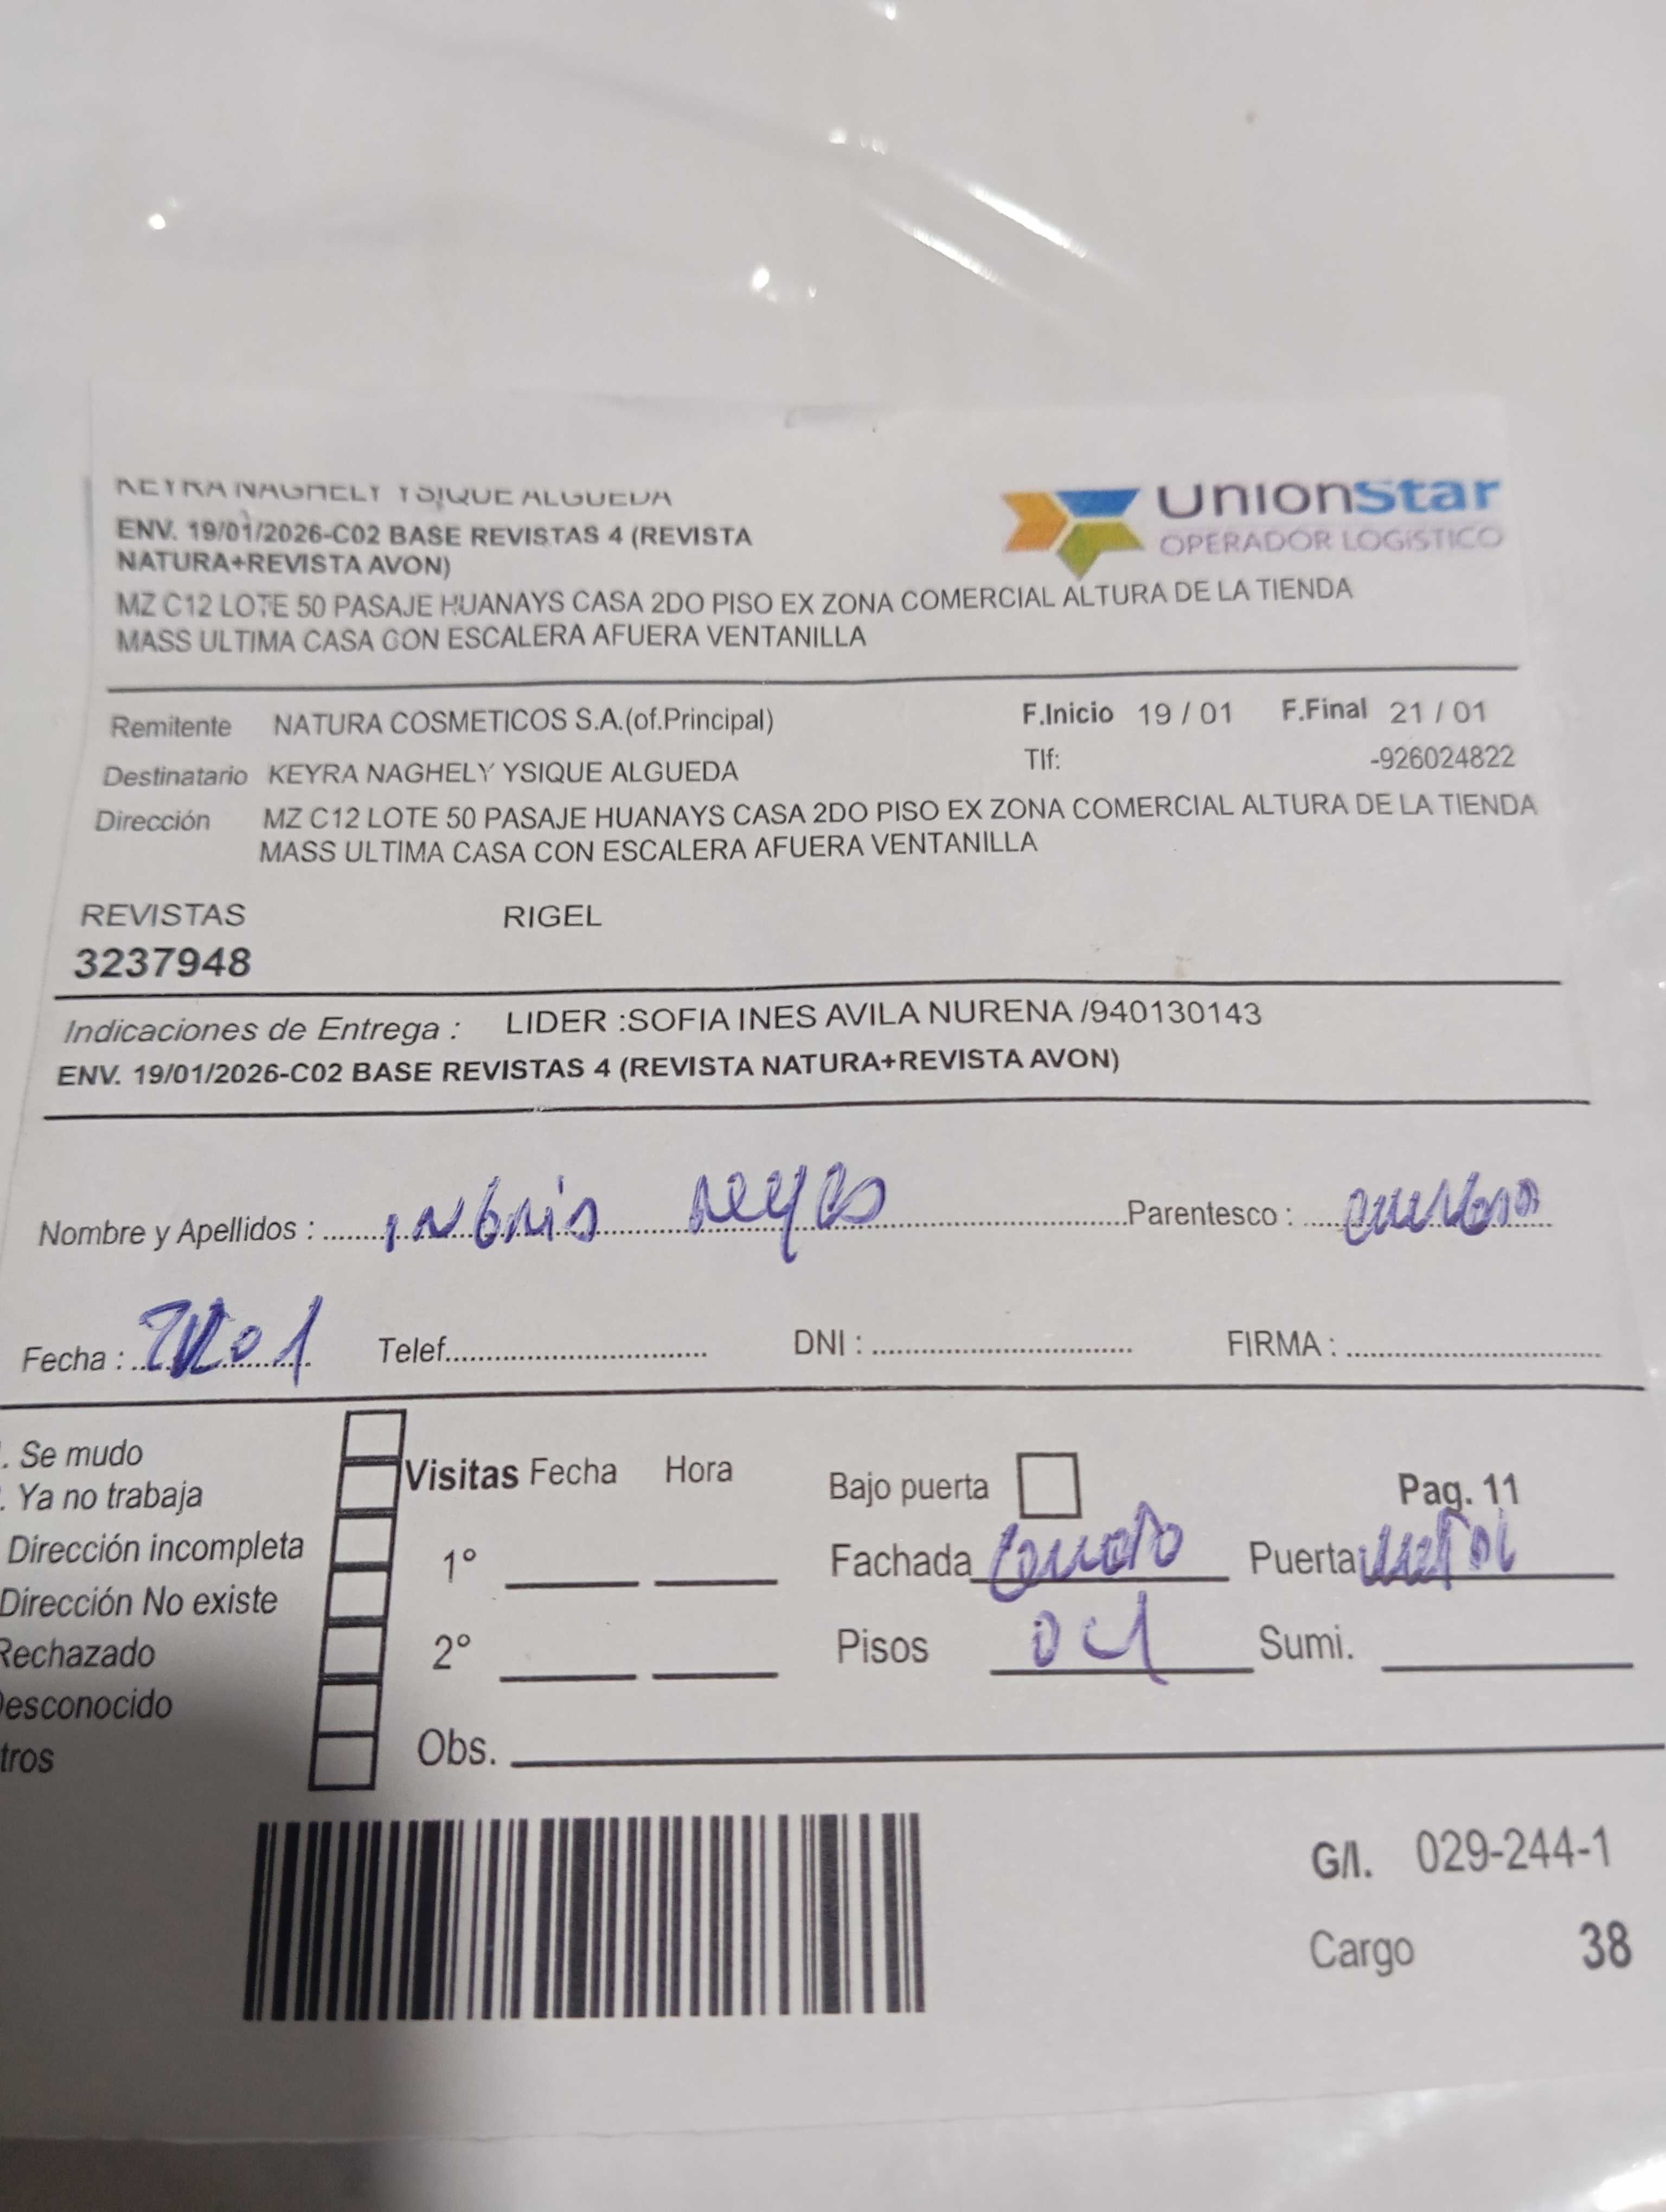 KEYRA NAGHELY YSIQUE ALGUEDA
UnionStar
OPERADOR LOGÍSTICO
ENV. 19/01/2026-C02 BASE REVISTAS 4 (REVISTA
NATURA+REVISTA AVON)
MZ C12 LOTE 50 PASAJE HUANAYS CASA 2DO PISO EX ZONA COMERCIAL ALTURA DE LA TIENDA
MASS ULTIMA CASA CON ESCALERA AFUERA VENTANILLA
Remitente NATURA COSMETICOS S.A.(of.Principal) F.Inicio 19 / 01 F.Final 21 / 01
Destinatario KEYRA NAGHELY YSIQUE ALGUEDA Tlf: -926024822
Dirección MZ C12 LOTE 50 PASAJE HUANAYS CASA 2DO PISO EX ZONA COMERCIAL ALTURA DE LA TIENDA
MASS ULTIMA CASA CON ESCALERA AFUERA VENTANILLA
REVISTAS RIGEL
3237948
Indicaciones de Entrega : LIDER :SOFIA INES AVILA NURENA /940130143
ENV. 19/01/2026-C02 BASE REVISTAS 4 (REVISTA NATURA+REVISTA AVON)
Nombre y Apellidos : Reyes Parentesco :
Fecha : Telef. DNI : FIRMA :
. Se mudo
. Ya no trabaja
Dirección incompleta
Dirección No existe
Rechazado
Desconocido
tros
Visitas Fecha Hora
1°
2°
Obs.
Bajo puerta Pag. 11
Fachada Puerta
Pisos Sumi.
G/I. 029-244-1
Cargo 38